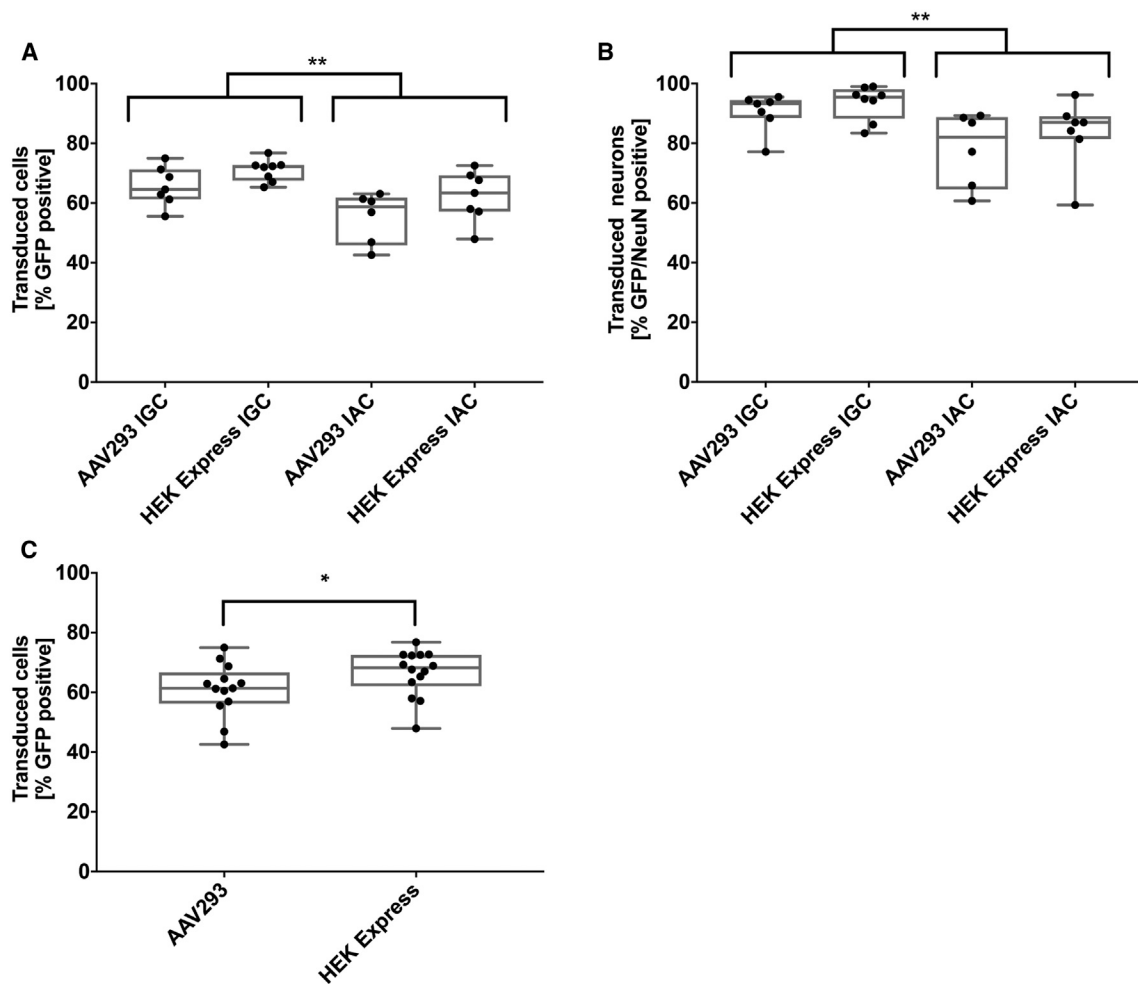 A
**
Transduced cells
[% GFP positive]
100
80
60
40
20
0
AAV293 IGC
HEK Express IGC
AAV293 IAC
HEK Express IAC
B
**
Transduced neurons
[% GFP/NeuN positive]
100
80
60
40
20
0
AAV293 IGC
HEK Express IGC
AAV293 IAC
HEK Express IAC
C
*
Transduced cells
[% GFP positive]
100
80
60
40
20
0
AAV293
HEK Express